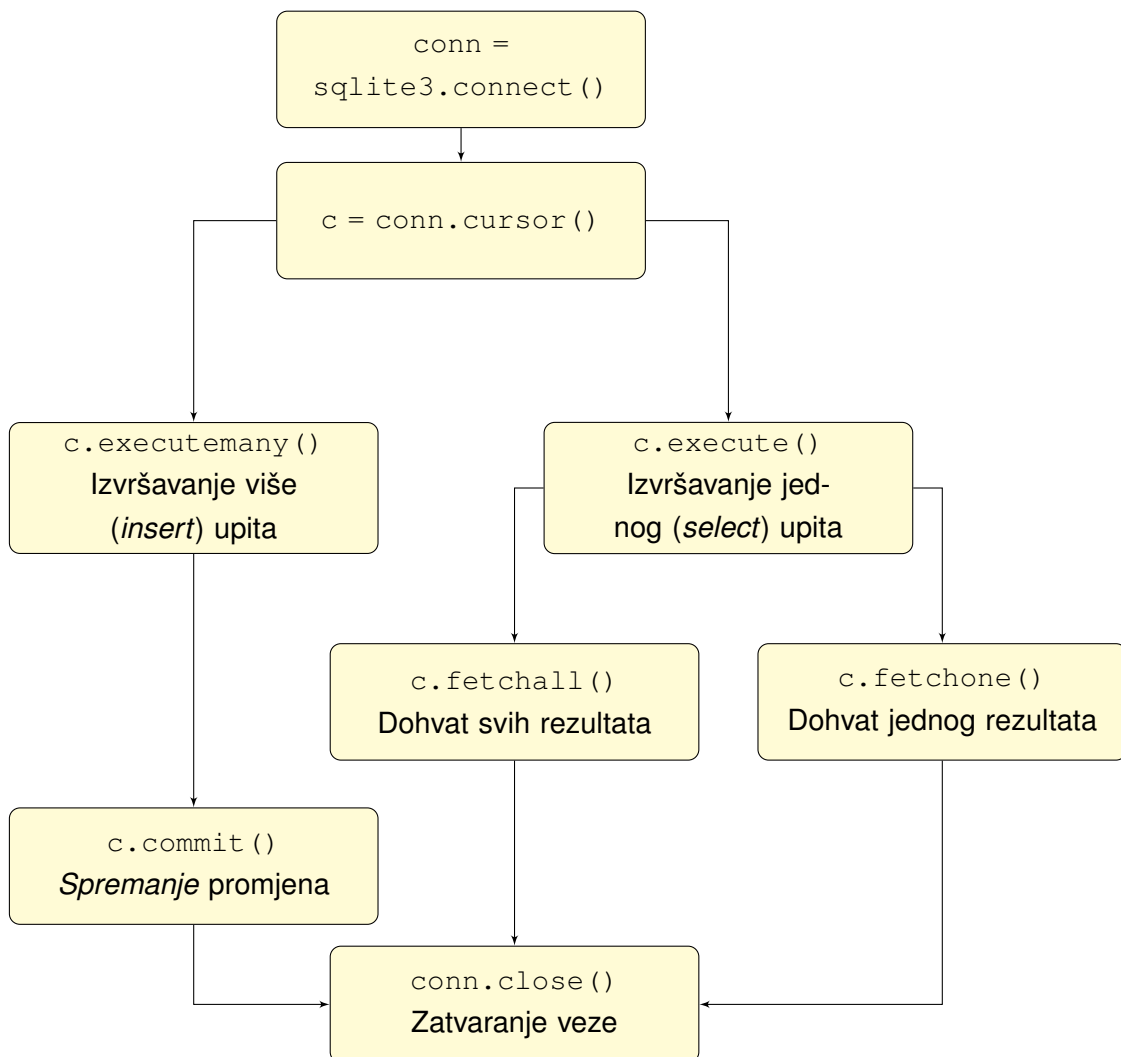 conn =
sqlite3.connect()
c = conn.cursor()
c.executemany()
Izvršavanje više
(insert) upita
c.execute()
Izvršavanje jed-
nog (select) upita
c.fetchall()
Dohvat svih rezultata
c.fetchone()
Dohvat jednog rezultata
c.commit()
Spremanje promjena
conn.close()
Zatvaranje veze